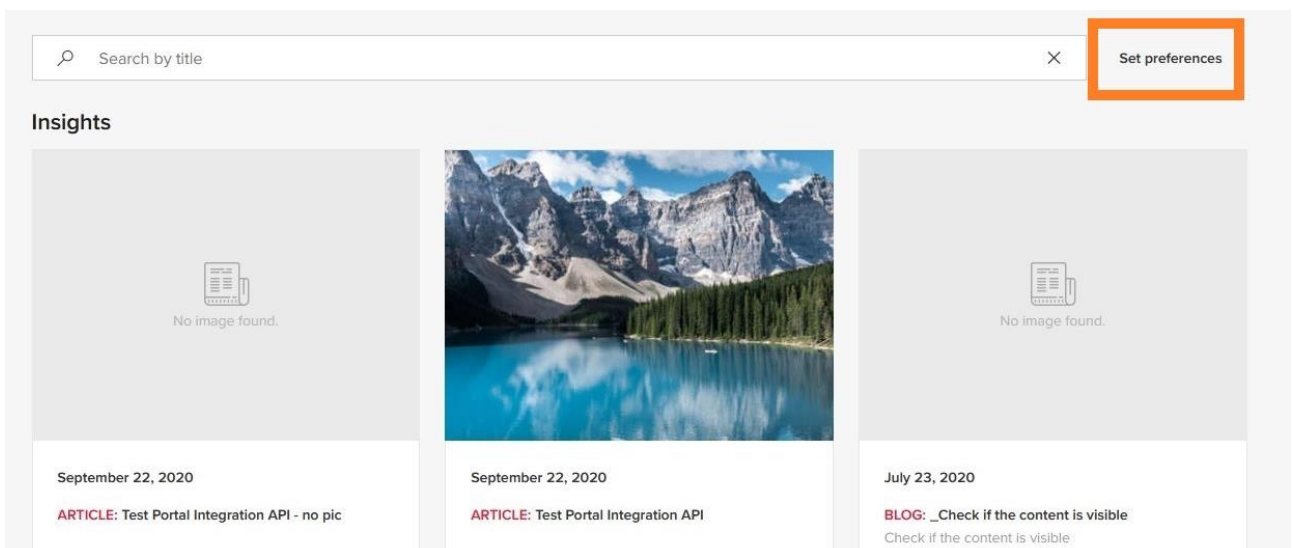 Search by title
Set preferences
Insights
No image found.
No image found.
September 22, 2020
ARTICLE: Test Portal Integration API - no pic
September 22, 2020
ARTICLE: Test Portal Integration API
July 23, 2020
BLOG: _Check if the content is visible
Check if the content is visible